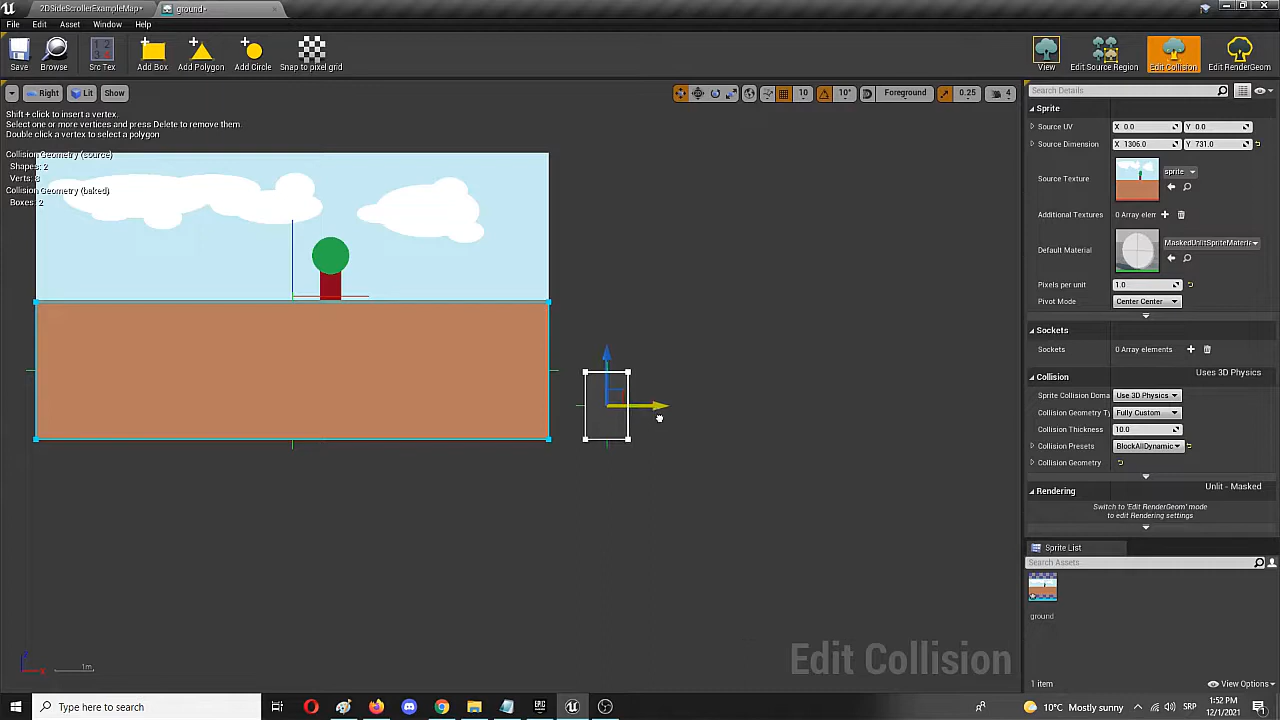 2DSideScrollerExampleMap*
ground*
File Edit Asset Window Help
Save Browse Src Tex Add Box Add Polygon Add Circle Snap to pixel grid
View Edit Source Region Edit Collision Edit RenderGeom
Right Lit Show
10 10° Foreground 0.25 4
Shift + click to insert a vertex.
Select one or more vertices and press Delete to remove them.
Double click a vertex to select a polygon
Collision Geometry (source)
Shapes: 2
Verts: 8
Collision Geometry (baked)
Boxes: 2
Search Details
Sprite
Source UV X 0.0 Y 0.0
Source Dimension X 1306.0 Y 731.0
Source Texture sprite
Additional Textures 0 Array elem
Default Material MaskedUnlitSpriteMateria
Pixels per unit 1.0
Pivot Mode Center Center
Sockets
Sockets 0 Array elements
Collision Uses 3D Physics
Sprite Collision Doma Use 3D Physics
Collision Geometry Ty Fully Custom
Collision Thickness 10.0
Collision Presets BlockAllDynamic
Collision Geometry
Rendering Unlit - Masked
Switch to 'Edit RenderGeom' mode
to edit Rendering settings
Sprite List
Search Assets
ground
Edit Collision
1m
1 item View Options
Type here to search
10°C Mostly sunny SRP 1:52 PM
12/1/2021